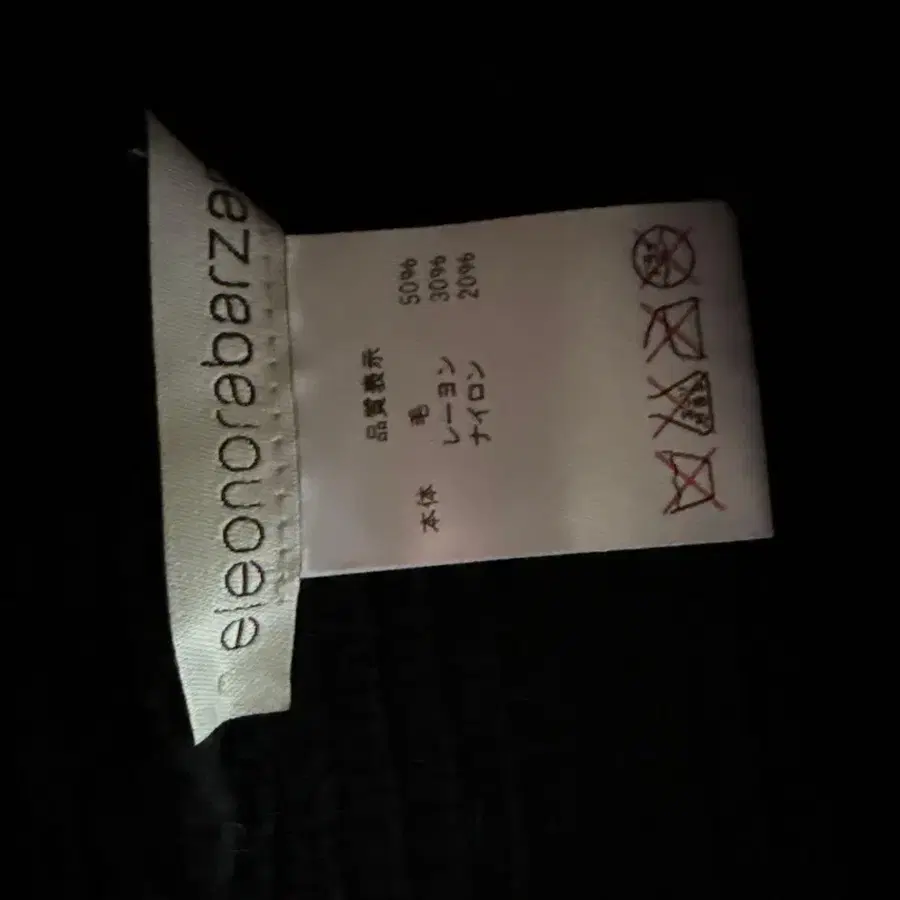 eleonorabarza
品質表示
本体 毛 50%
レーヨン 30%
ナイロン 20%